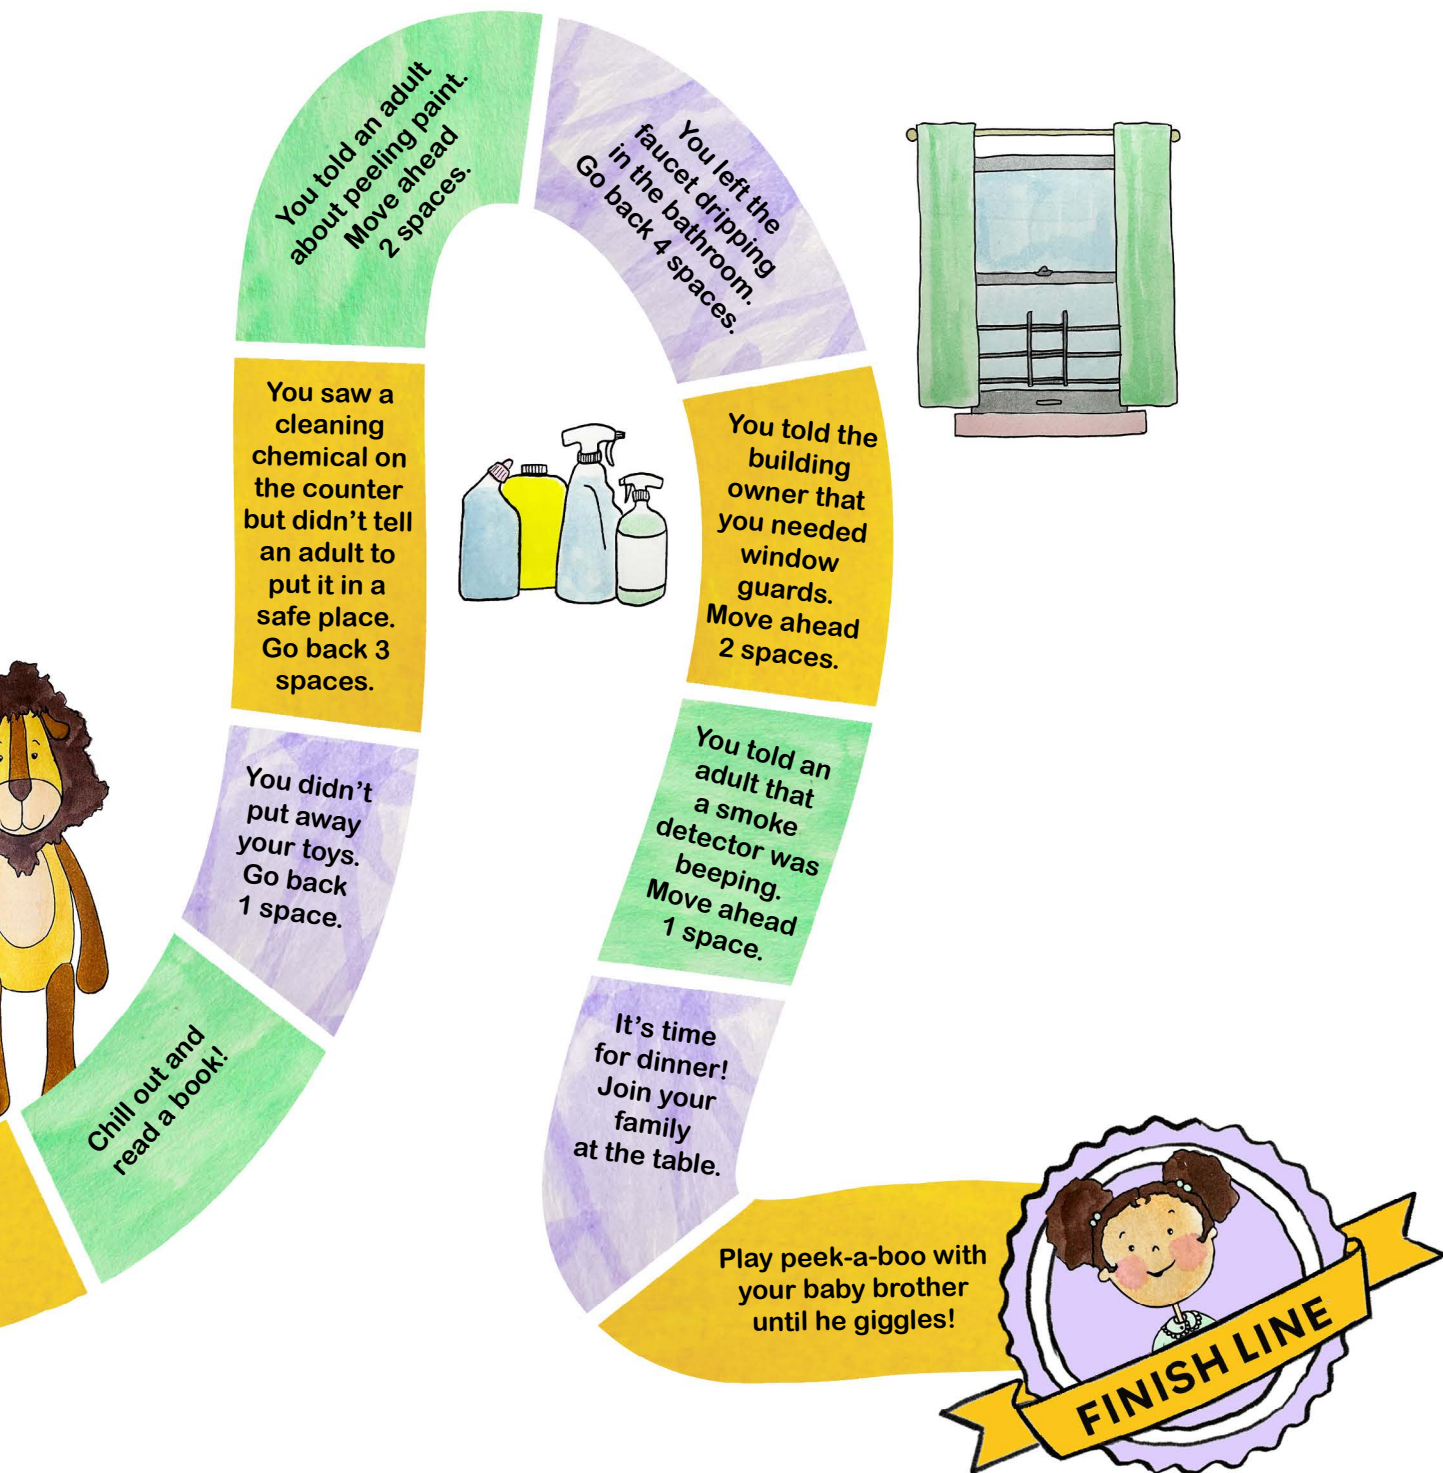 Chill out and
read a book!
You didn’t
put away
your toys.
Go back
1 space.
You saw a
cleaning
chemical on
the counter
but didn’t tell
an adult to
put it in a
safe place.
Go back 3
spaces.
You told an adult
about peeling paint.
Move ahead
2 spaces.
You left the
faucet dripping
in the bathroom.
Go back 4 spaces.
You told the
building
owner that
you needed
window
guards.
Move ahead
2 spaces.
You told an
adult that
a smoke
detector was
beeping.
Move ahead
1 space.
It’s time
for dinner!
Join your
family
at the table.
Play peek-a-boo with
your baby brother
until he giggles!
FINISH LINE